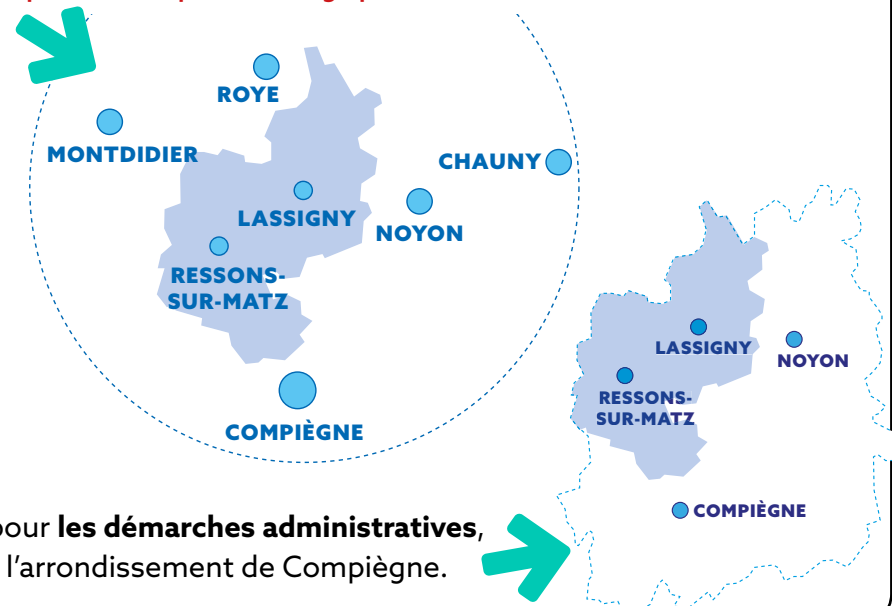 ROYE
MONTDIDIER
CHAUNY
LASSIGNY
NOYON
RESSONS-
SUR-MATZ
COMPIÈGNE
LASSIGNY
NOYON
RESSONS-
SUR-MATZ
COMPIÈGNE
pour les démarches administratives,
l'arrondissement de Compiègne.